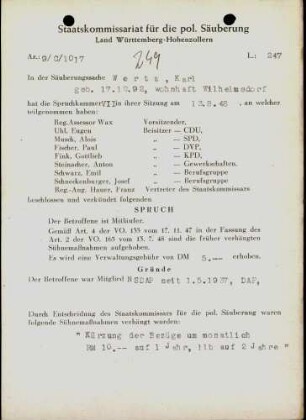 Staatskommissariat für die pol. Säuberung
Land Württemberg-Hohenzollern
Az.: 9/C/1017
249
L.: 247
In der Säuberungssache Wertz, Karl
geb. 17.10.92, wohnhaft Wilhelmsdorf
hat die Spruchkammer VII in ihrer Sitzung am 13.8.48, an welcher
teilgenommen haben:
Reg.Assessor Wax Vorsitzender,
Uhl. Eugen Beisitzer — CDU,
Munk, Alois „ — SPD,
Fischer, Paul „ — DVP,
Fink, Gottlieb „ — KPD,
Steinacher, Anton „ — Gewerkschaften.
Schwarz, Emil „ — Berufsgruppe
Schneckenburger, Josef „ — Berufsgruppe
Reg.-Ang. Hauer, Franz Vertreter des Staatskommissars
beschlossen und verkündet folgenden
SPRUCH
Der Betroffene ist Mitläufer.
Gemäß Art. 4 der VO. 133 vom 17. 11. 47 in der Fassung des
Art. 2 der VO. 165 vom 13. 7. 48 sind die früher verhängten
Sühnemaßnahmen aufgehoben.
Es wird eine Verwaltungsgebühr von DM 5.— erhoben.
Gründe
Der Betroffene war Mitglied NSDAP seit 1.5.1937, DAF,
Durch Entscheidung des Staatskommissars für die pol. Säuberung waren
folgende Sühnemaßnahmen verhängt worden:
" Kürzung der Bezüge um monatlich
RM 10.— auf 1 Jahr, IIb auf 2 Jahre "